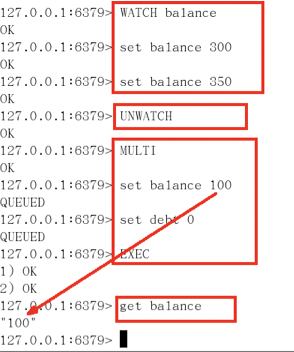 127.0.0.1:6379> WATCH balance
OK
127.0.0.1:6379> set balance 300
OK
127.0.0.1:6379> set balance 350
OK
127.0.0.1:6379> UNWATCH
OK
127.0.0.1:6379> MULTI
OK
127.0.0.1:6379> set balance 100
QUEUED
127.0.0.1:6379> set debt 0
QUEUED
127.0.0.1:6379> EXEC
1) OK
2) OK
127.0.0.1:6379> get balance
"100"
127.0.0.1:6379>